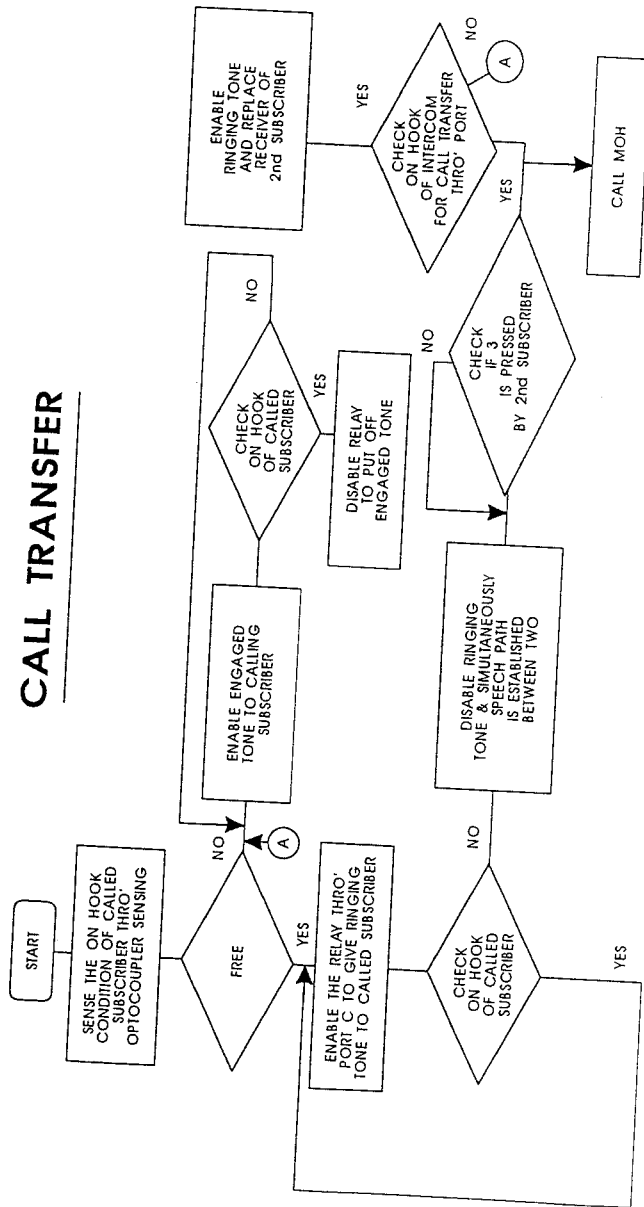 CALL TRANSFER
START
SENSE THE ON HOOK
CONDITION OF CALLED
SUBSCRIBER THRO'
OPTOCOUPLER SENSING
FREE
NO
A
YES
ENABLE ENGAGED
TONE TO CALLING
SUBSCRIBER
CHECK
ON HOOK
OF CALLED
SUBSCRIBER
NO
YES
DISABLE RELAY
TO PUT OFF
ENGAGED TONE
ENABLE THE RELAY THRO'
PORT C TO GIVE RINGING
TONE TO CALLED SUBSCRIBER
CHECK
ON HOOK
OF CALLED
SUBSCRIBER
YES
NO
DISABLE RINGING
TONE & SIMULTANEOUSLY
SPEECH PATH
IS ESTABLISHED
BETWEEN TWO
CHECK
IF 3
IS PRESSED
BY 2nd SUBSCRIBER
NO
YES
CHECK
ON HOOK
OF INTERCOM
FOR CALL TRANSFER
THRO' PORT
YES
NO
A
ENABLE
RINGING TONE
AND REPLACE
RECEIVER OF
2nd SUBSCRIBER
CALL MOH